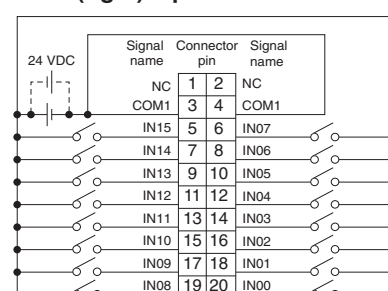 Signal name Connector pin Signal name
24 VDC
NC 1 2 NC
COM1 3 4 COM1
IN15 5 6 IN07
IN14 7 8 IN06
IN13 9 10 IN05
IN12 11 12 IN04
IN11 13 14 IN03
IN10 15 16 IN02
IN09 17 18 IN01
IN08 19 20 IN00